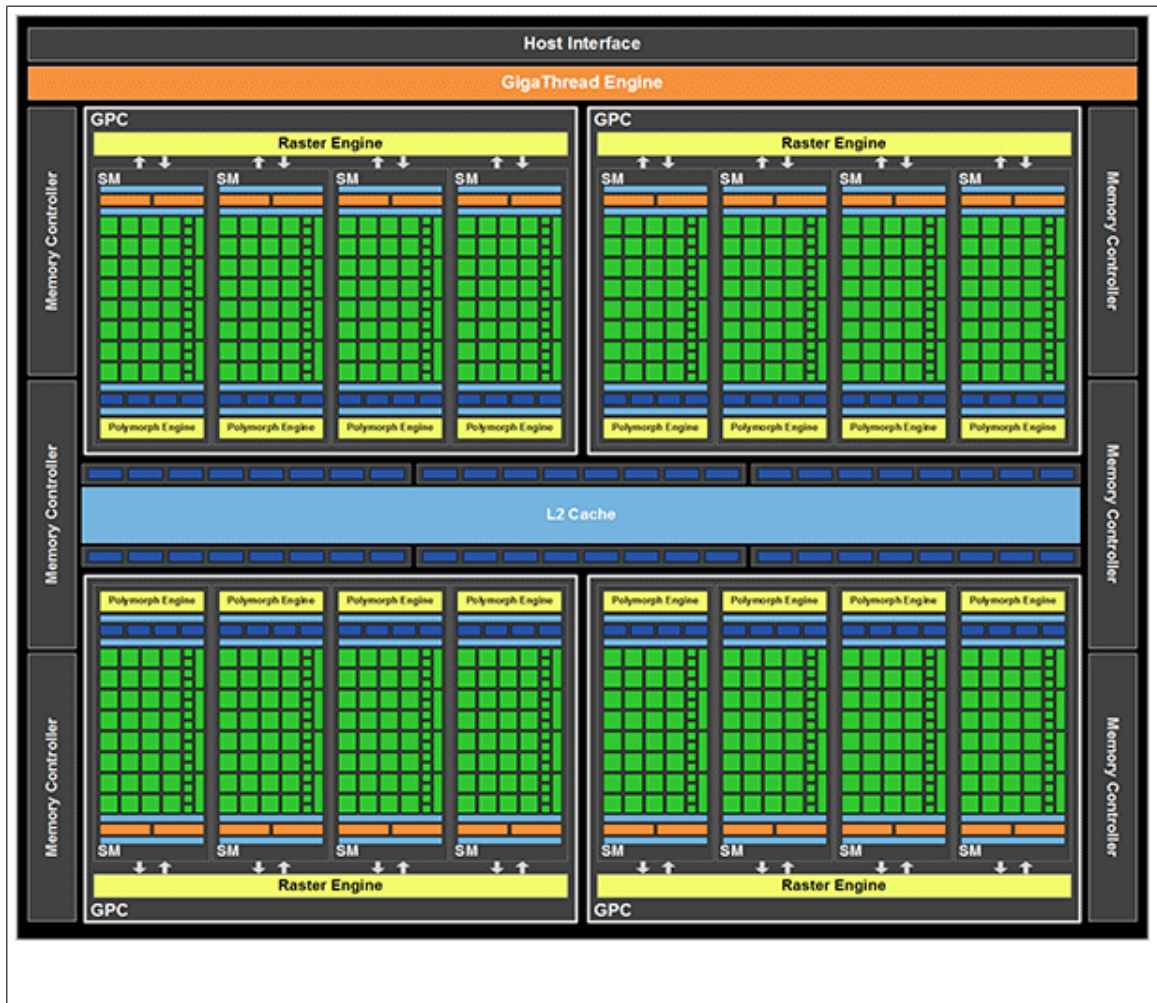 Host Interface
GigaThread Engine
GPC
Raster Engine
SM SM SM SM
Polymorph Engine Polymorph Engine Polymorph Engine Polymorph Engine
GPC
Raster Engine
SM SM SM SM
Polymorph Engine Polymorph Engine Polymorph Engine Polymorph Engine
Memory Controller
Memory Controller
Memory Controller
Memory Controller
Memory Controller
Memory Controller
L2 Cache
Polymorph Engine Polymorph Engine Polymorph Engine Polymorph Engine
SM SM SM SM
Raster Engine
GPC
Polymorph Engine Polymorph Engine Polymorph Engine Polymorph Engine
SM SM SM SM
Raster Engine
GPC